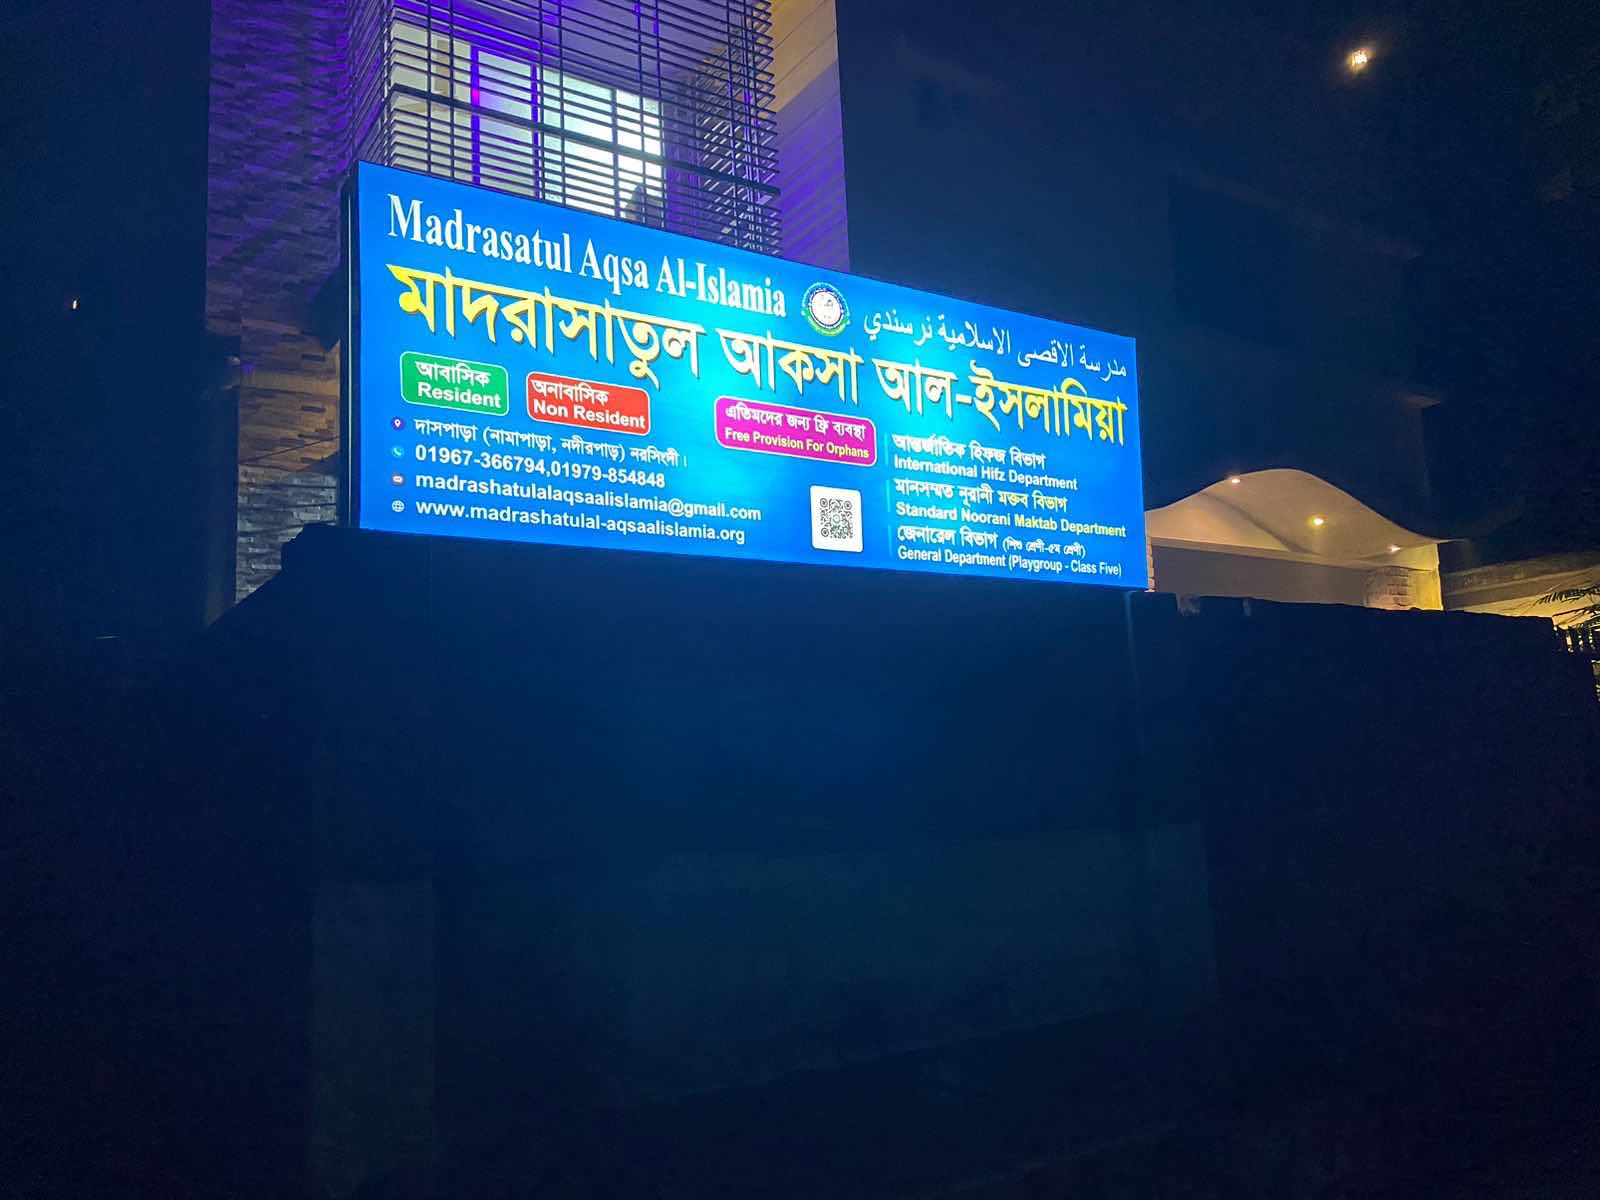 Madrasatul Aqsa Al-Islamia
مدرسة الاقصى الاسلامية نرسندي
মাদরাসাতুল আকসা আল-ইসলামিয়া
আবাসিক
Resident
অনাবাসিক
Non Resident
এতিমদের জন্য ফ্রি ব্যবস্থা
Free Provision For Orphans
দাসপাড়া (নামাপাড়া, নদীরপাড়) নরসিংদী।
01967-366794,01979-854848
madrashatulalaqsaalislamia@gmail.com
www.madrashatulal-aqsaalislamia.org
আন্তর্জাতিক হিফজ বিভাগ
International Hifz Department
মানসম্মত নূরানী মক্তব বিভাগ
Standard Noorani Maktab Department
জেনারেল বিভাগ (শিশু শ্রেণী-৫ম শ্রেণী)
General Department (Playgroup - Class Five)